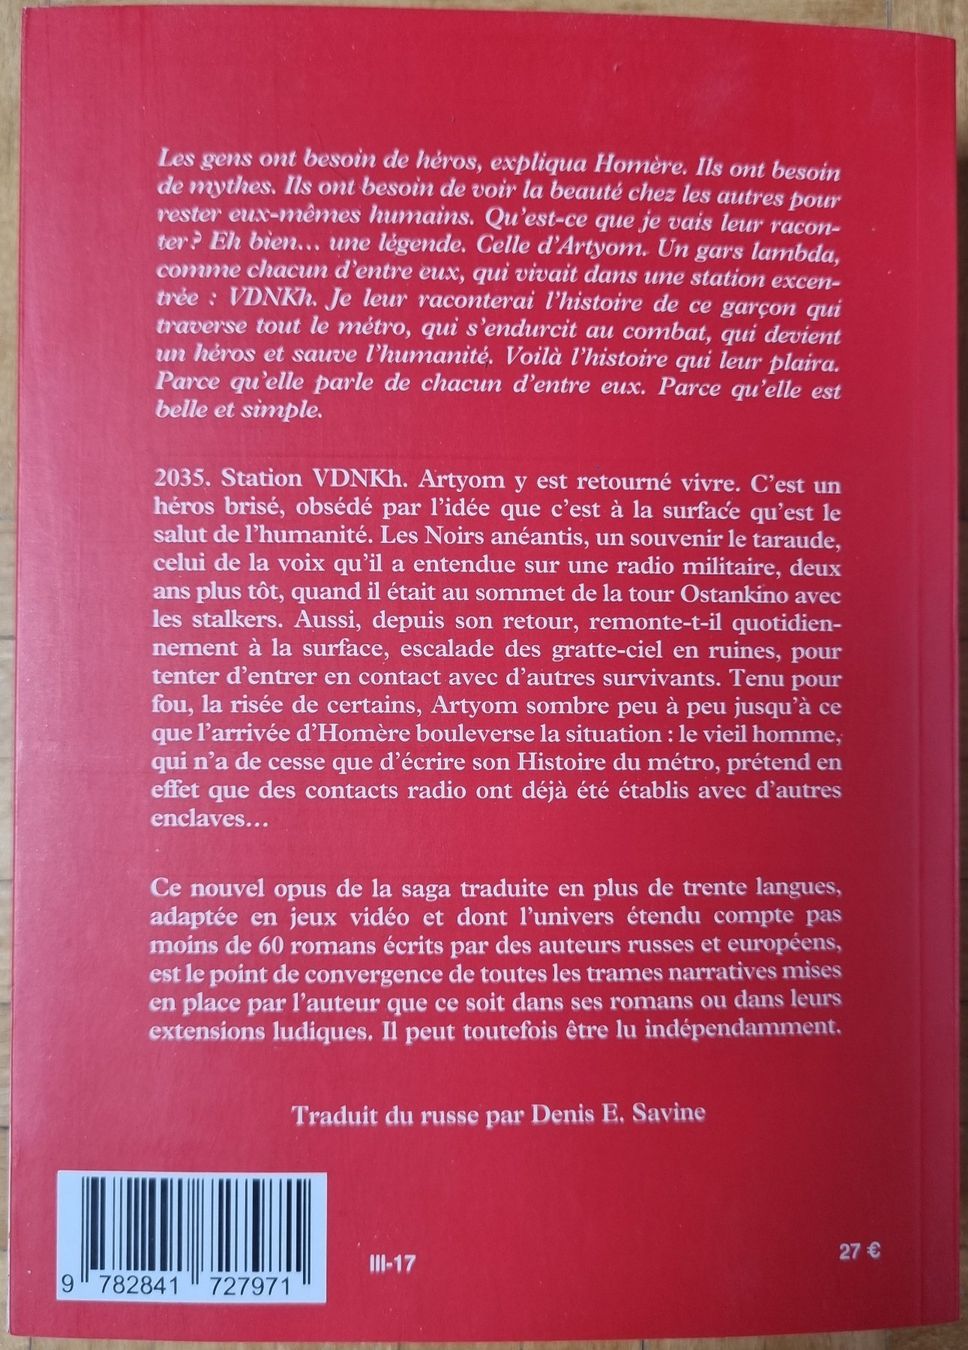 Les gens ont besoin de héros, expliqua Homère. Ils ont besoin
de mythes. Ils ont besoin de voir la beauté chez les autres pour
rester eux-mêmes humains. Qu'est-ce que je vais leur racon-
ter ? Eh bien... une légende. Celle d'Artyom. Un gars lambda,
comme chacun d'entre eux, qui vivait dans une station excen-
trée : VDNKh. Je leur raconterai l'histoire de ce garçon qui
traverse tout le métro, qui s'endurcit au combat, qui devient
un héros et sauve l'humanité. Voilà l'histoire qui leur plaira.
Parce qu'elle parle de chacun d'entre eux. Parce qu'elle est
belle et simple.
2035. Station VDNKh. Artyom y est retourné vivre. C'est un
héros brisé, obsédé par l'idée que c'est à la surface qu'est le
salut de l'humanité. Les Noirs anéantis, un souvenir le taraude,
celui de la voix qu'il a entendue sur une radio militaire, deux
ans plus tôt, quand il était au sommet de la tour Ostankino avec
les stalkers. Aussi, depuis son retour, remonte-t-il quotidien-
nement à la surface, escalade des gratte-ciel en ruines, pour
tenter d'entrer en contact avec d'autres survivants. Tenu pour
fou, la risée de certains, Artyom sombre peu à peu jusqu'à ce
que l'arrivée d'Homère bouleverse la situation : le vieil homme,
qui n'a de cesse que d'écrire son Histoire du métro, prétend en
effet que des contacts radio ont déjà été établis avec d'autres
enclaves...
Ce nouvel opus de la saga traduite en plus de trente langues,
adaptée en jeux vidéo et dont l'univers étendu compte pas
moins de 60 romans écrits par des auteurs russes et européens,
est le point de convergence de toutes les trames narratives mises
en place par l'auteur que ce soit dans ses romans ou dans leurs
extensions ludiques. Il peut toutefois être lu indépendamment.
Traduit du russe par Denis E. Savine
9 782841 727971
III-17
27 €